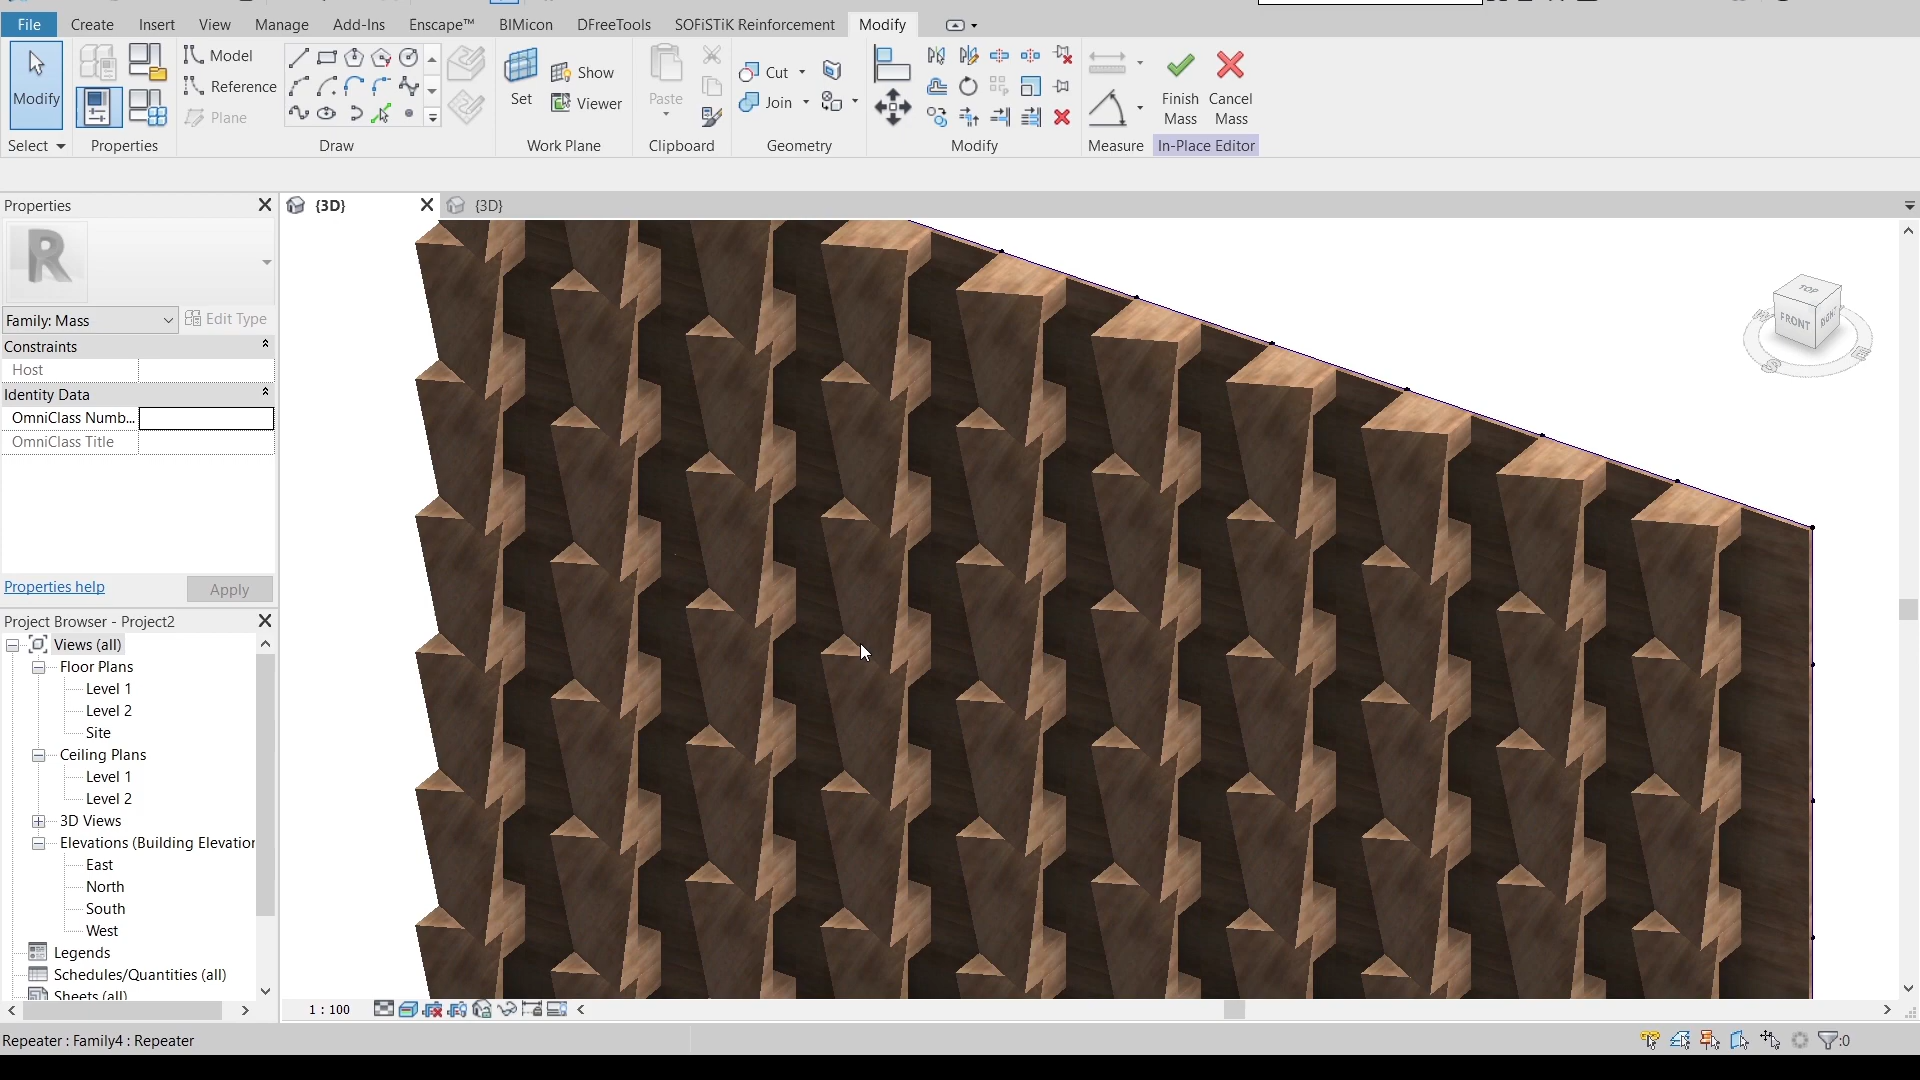 File Create Insert View Manage Add-Ins Enscape™ BIMicon DFreeTools SOFiSTiK Reinforcement Modify
Modify
Model
Reference
Plane
Set
Show
Viewer
Paste
Cut
Join
Finish Mass
Cancel Mass
Select Properties Draw Work Plane Clipboard Geometry Modify Measure In-Place Editor
Properties
{3D}
{3D}
R
Family: Mass
Edit Type
Constraints
Host
Identity Data
OmniClass Numb...
OmniClass Title
Properties help
Apply
Project Browser - Project2
Views (all)
Floor Plans
Level 1
Level 2
Site
Ceiling Plans
Level 1
Level 2
3D Views
Elevations (Building Elevation
East
North
South
West
Legends
Schedules/Quantities (all)
Sheets (all)
TOP
FRONT
RIGHT
S
E
1 : 100
Repeater : Family4 : Repeater
:0